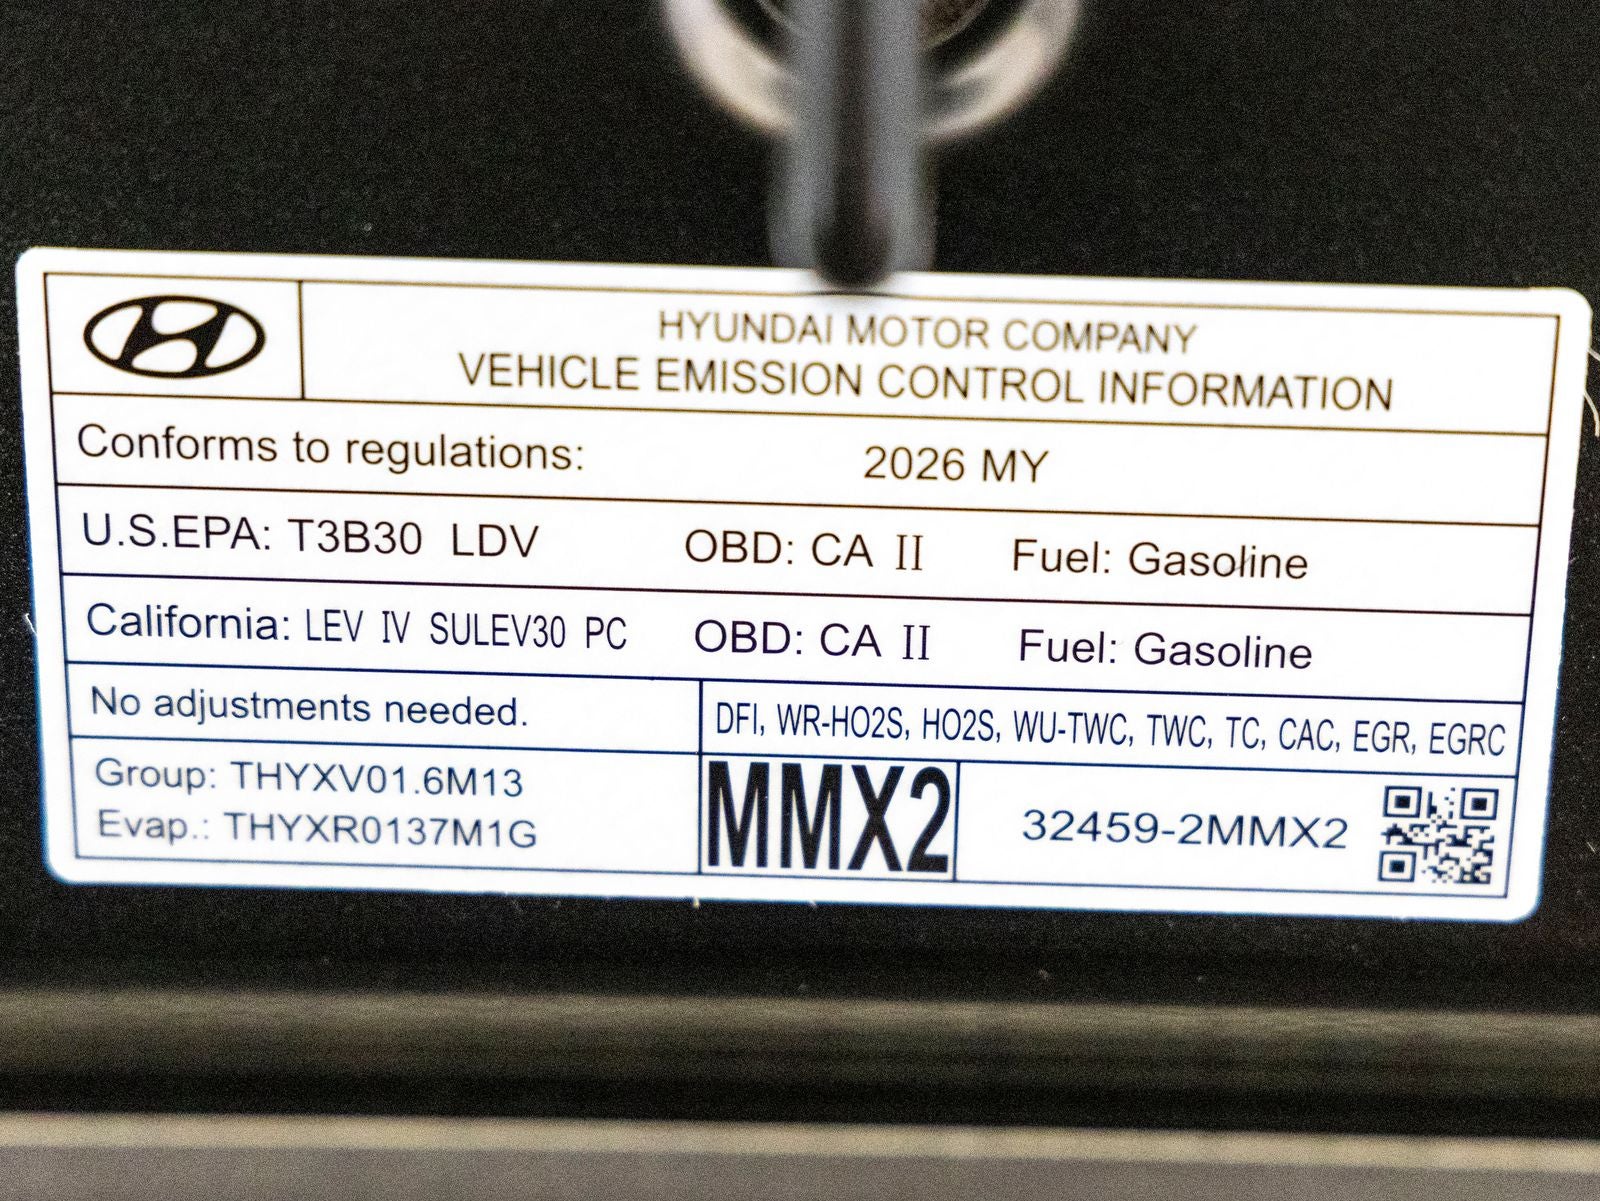 HYUNDAI MOTOR COMPANY
VEHICLE EMISSION CONTROL INFORMATION
Conforms to regulations: 2026 MY
U.S.EPA: T3B30 LDV OBD: CA II Fuel: Gasoline
California: LEV IV SULEV30 PC OBD: CA II Fuel: Gasoline
No adjustments needed.
DFI, WR-HO2S, HO2S, WU-TWC, TWC, TC, CAC, EGR, EGRC
Group: THYXV01.6M13
Evap.: THYXR0137M1G
MMX2
32459-2MMX2